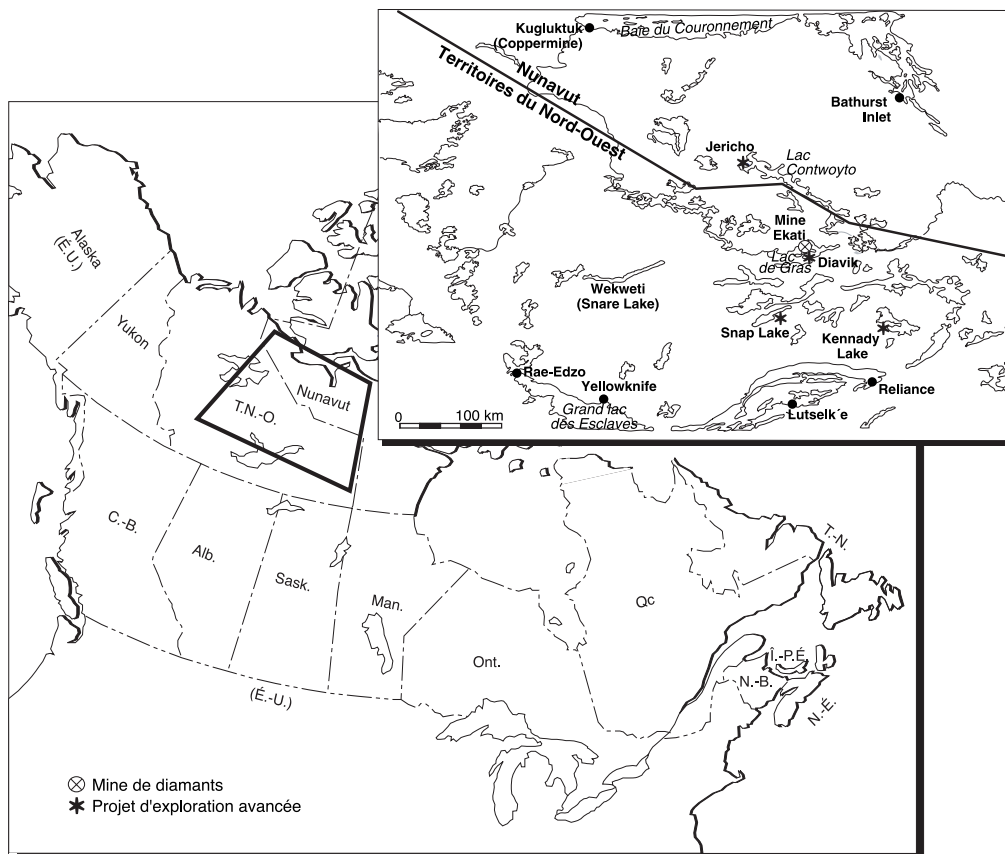 Kugluktuk
(Coppermine)
Baie du Couronnement
Nunavut
Territoires du Nord-Ouest
Bathurst
Inlet
Jericho
Lac
Contwoyto
Mine
Ekati
Lac
de Gras
Diavik
Wekweti
(Snare Lake)
Snap Lake
Kennady
Lake
Rae-Edzo
Yellowknife
Reliance
Lutselk´e
Grand lac
des Esclaves
0 100 km
Alaska
(É.U.)
Yukon
Nunavut
T.N.-O.
C.-B.
Alb.
Sask.
Man.
Ont.
Qc
T.-N.
Î.-P.É.
N.-B.
N.-É.
(É.-U.)
Mine de diamants
Projet d'exploration avancée